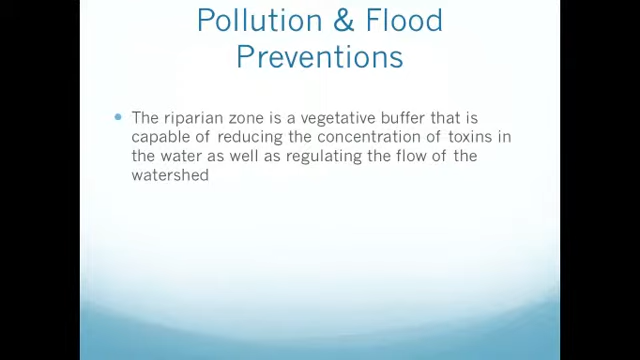 Pollution & Flood
Preventions
The riparian zone is a vegetative buffer that is
capable of reducing the concentration of toxins in
the water as well as regulating the flow of the
watershed